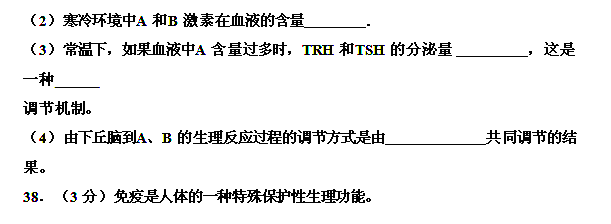 （2）寒冷环境中A 和B 激素在血液的含量________.
（3）常温下，如果血液中A 含量过多时，TRH 和TSH 的分泌量 _________，这是
一种______
调节机制。
（4）由下丘脑到A、B 的生理反应过程的调节方式是由_____________共同调节的结
果。
38．（3 分）免疫是人体的一种特殊保护性生理功能。